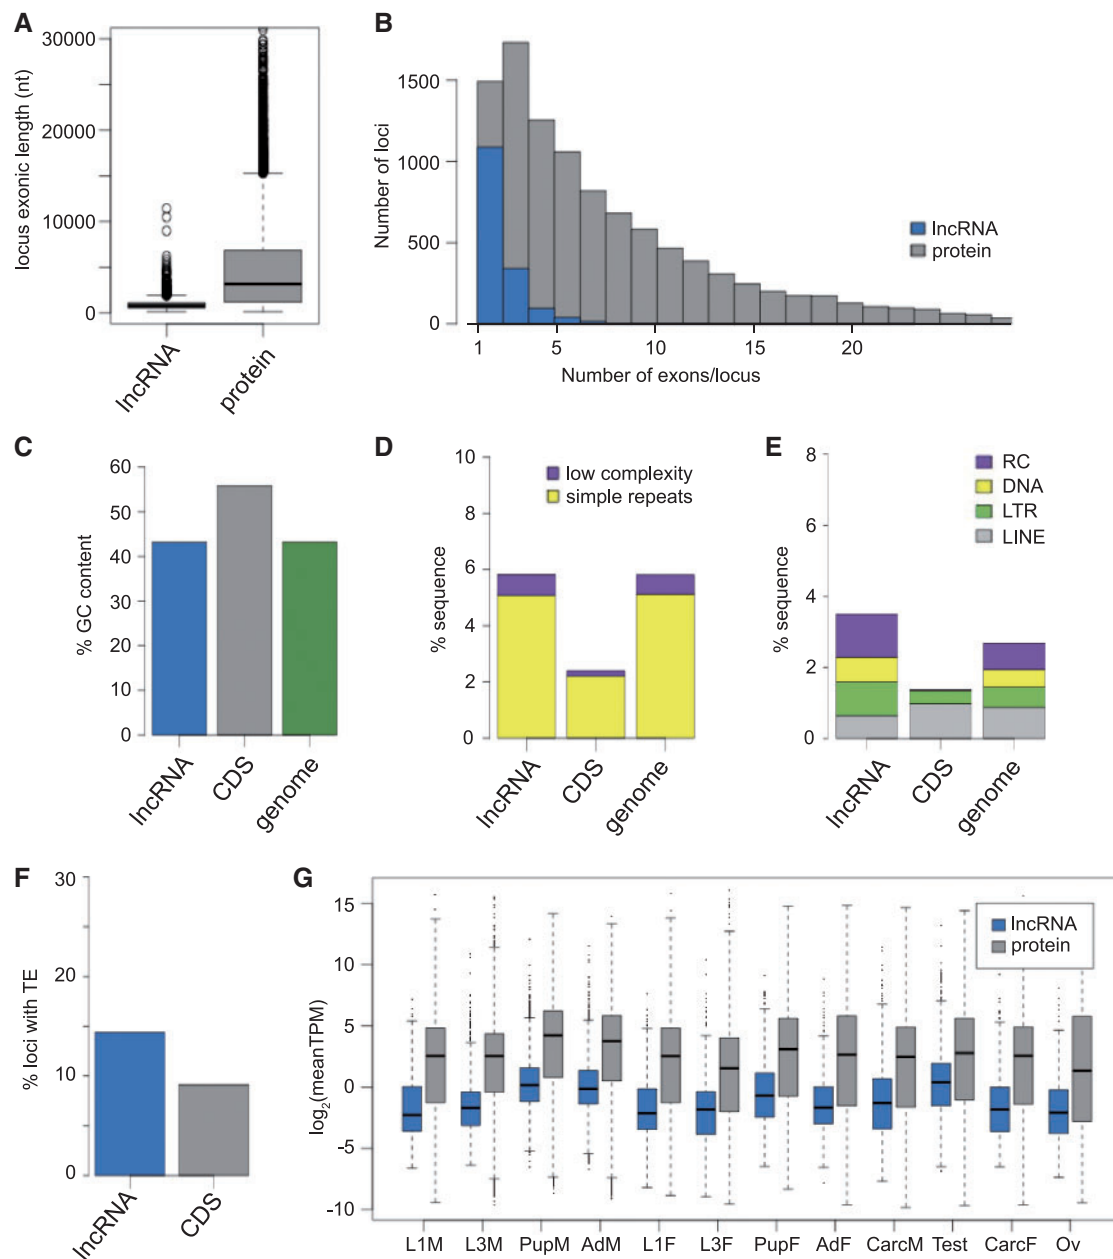 A
locus exonic length (nt)
30000
20000
10000
0
lncRNA
protein
B
Number of loci
1500
1000
500
0
lncRNA
protein
1
5
10
15
20
Number of exons/locus
C
% GC content
60
50
40
30
20
10
0
lncRNA
CDS
genome
D
% sequence
10
8
6
4
2
0
low complexity
simple repeats
lncRNA
CDS
genome
E
% sequence
8
6
4
2
0
RC
DNA
LTR
LINE
lncRNA
CDS
genome
F
% loci with TE
30
20
10
0
lncRNA
CDS
G
log2(meanTPM)
15
10
5
0
-5
-10
lncRNA
protein
L1M L3M PupM AdM L1F L3F PupF AdF CarcM Test CarcF Ov